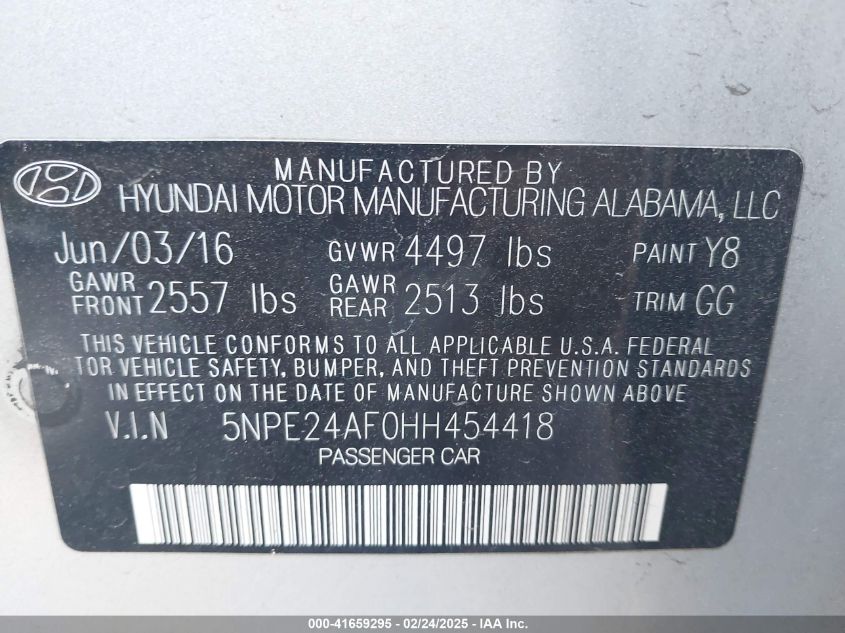 MANUFACTURED BY
HYUNDAI MOTOR MANUFACTURING ALABAMA, LLC
Jun/03/16 GVWR 4497 lbs PAINT Y8
GAWR FRONT 2557 lbs GAWR REAR 2513 lbs TRIM GG
THIS VEHICLE CONFORMS TO ALL APPLICABLE U.S.A. FEDERAL
TOR VEHICLE SAFETY, BUMPER, AND THEFT PREVENTION STANDARDS
IN EFFECT ON THE DATE OF MANUFACTURE SHOWN ABOVE
V.I.N 5NPE24AF0HH454418
PASSENGER CAR
000-41659295 - 02/24/2025 - IAA Inc.